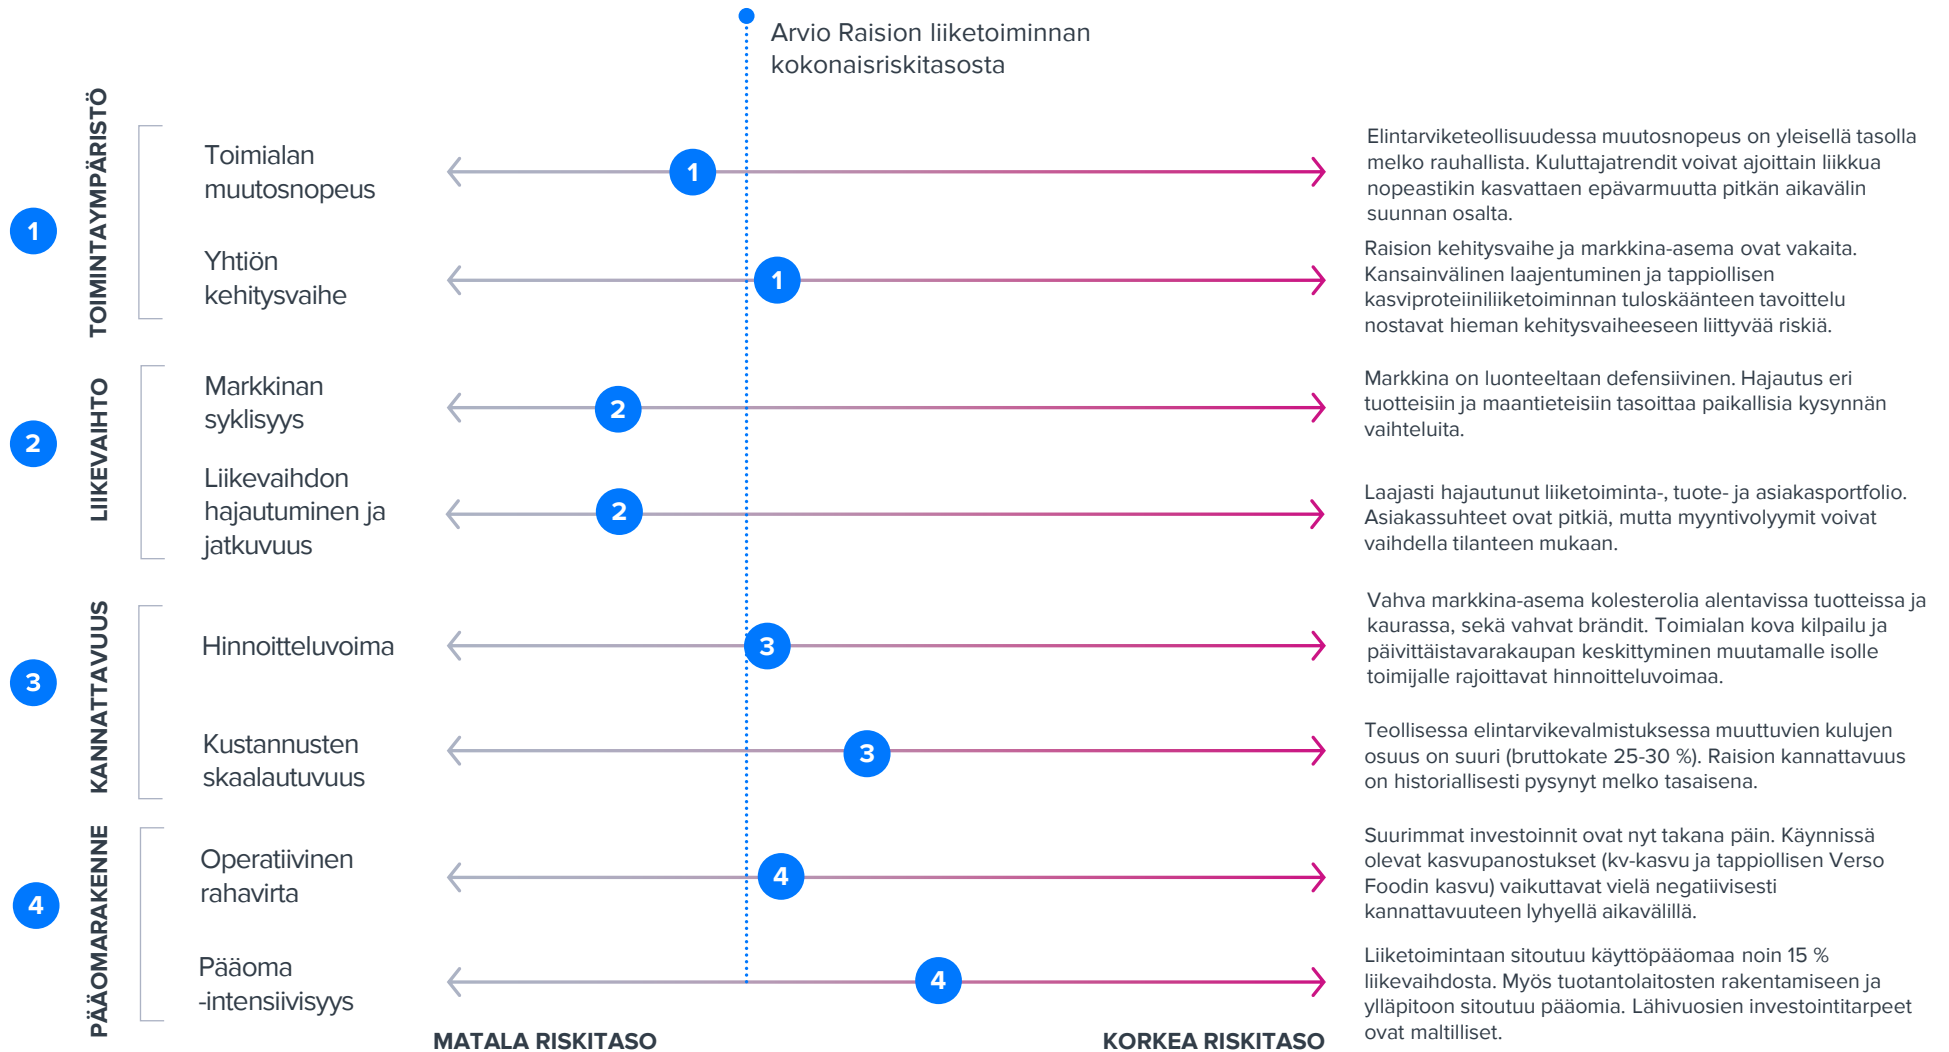 Arvio Raision liiketoiminnan
kokonaisriskitasosta
1
TOIMINTAYMPÄRISTÖ
Toimialan
muutosnopeus
1
Elintarviketeollisuudessa muutosnopeus on yleisellä tasolla
melko rauhallista. Kuluttajatrendit voivat ajoittain liikkua
nopeastikin kasvattaen epävarmuutta pitkän aikavälin
suunnan osalta.
Yhtiön
kehitysvaihe
1
Raision kehitysvaihe ja markkina-asema ovat vakaita.
Kansainvälinen laajentuminen ja tappiollisen
kasviproteiiniliiketoiminnan tuloskäänteen tavoittelu
nostavat hieman kehitysvaiheeseen liittyvää riskiä.
2
LIIKEVAIHTO
Markkinan
syklisyys
2
Markkina on luonteeltaan defensiivinen. Hajautus eri
tuotteisiin ja maantieteisiin tasoittaa paikallisia kysynnän
vaihteluita.
Liikevaihdon
hajautuminen ja
jatkuvuus
2
Laajasti hajautunut liiketoiminta-, tuote- ja asiakasportfolio.
Asiakassuhteet ovat pitkiä, mutta myyntivolyymit voivat
vaihdella tilanteen mukaan.
3
KANNATTAVUUS
Hinnoitteluvoima
3
Vahva markkina-asema kolesterolia alentavissa tuotteissa ja
kaurassa, sekä vahvat brändit. Toimialan kova kilpailu ja
päivittäistavarakaupan keskittyminen muutamalle isolle
toimijalle rajoittavat hinnoitteluvoimaa.
Kustannusten
skaalautuvuus
3
Teollisessa elintarvikevalmistuksessa muuttuvien kulujen
osuus on suuri (bruttokate 25-30 %). Raision kannattavuus
on historiallisesti pysynyt melko tasaisena.
4
PÄÄOMARAKENNE
Operatiivinen
rahavirta
4
Suurimmat investoinnit ovat nyt takana päin. Käynnissä
olevat kasvupanostukset (kv-kasvu ja tappiollisen Verso
Foodin kasvu) vaikuttavat vielä negatiivisesti
kannattavuuteen lyhyellä aikavälillä.
Pääoma
-intensiivisyys
4
Liiketoimintaan sitoutuu käyttöpääomaa noin 15 %
liikevaihdosta. Myös tuotantolaitosten rakentamiseen ja
ylläpitoon sitoutuu pääomia. Lähivuosien investointitarpeet
ovat maltilliset.
MATALA RISKITASO
KORKEA RISKITASO